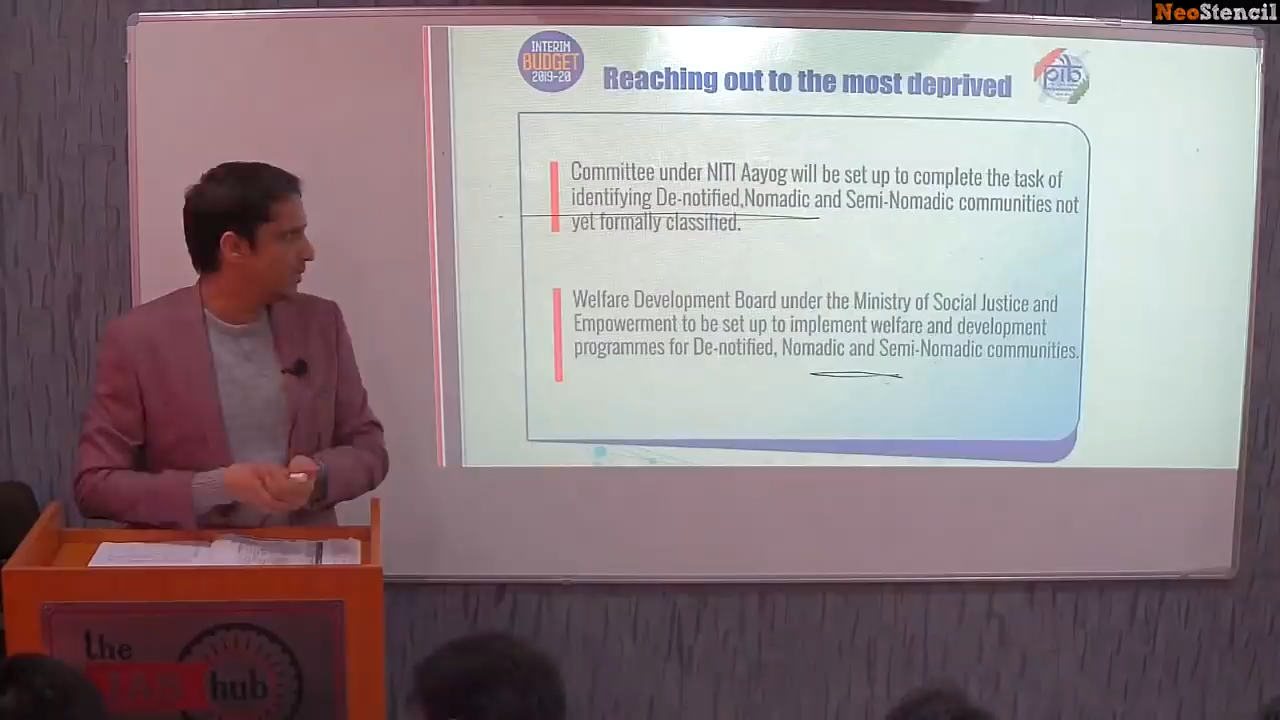 NeoStencil
INTERIM
BUDGET
2019-20
Reaching out to the most deprived
pib
Committee under NITI Aayog will be set up to complete the task of
identifying De-notified,Nomadic and Semi-Nomadic communities not
yet formally classified.
Welfare Development Board under the Ministry of Social Justice and
Empowerment to be set up to implement welfare and development
programmes for De-notified, Nomadic and Semi-Nomadic communities.
the
IAS hub